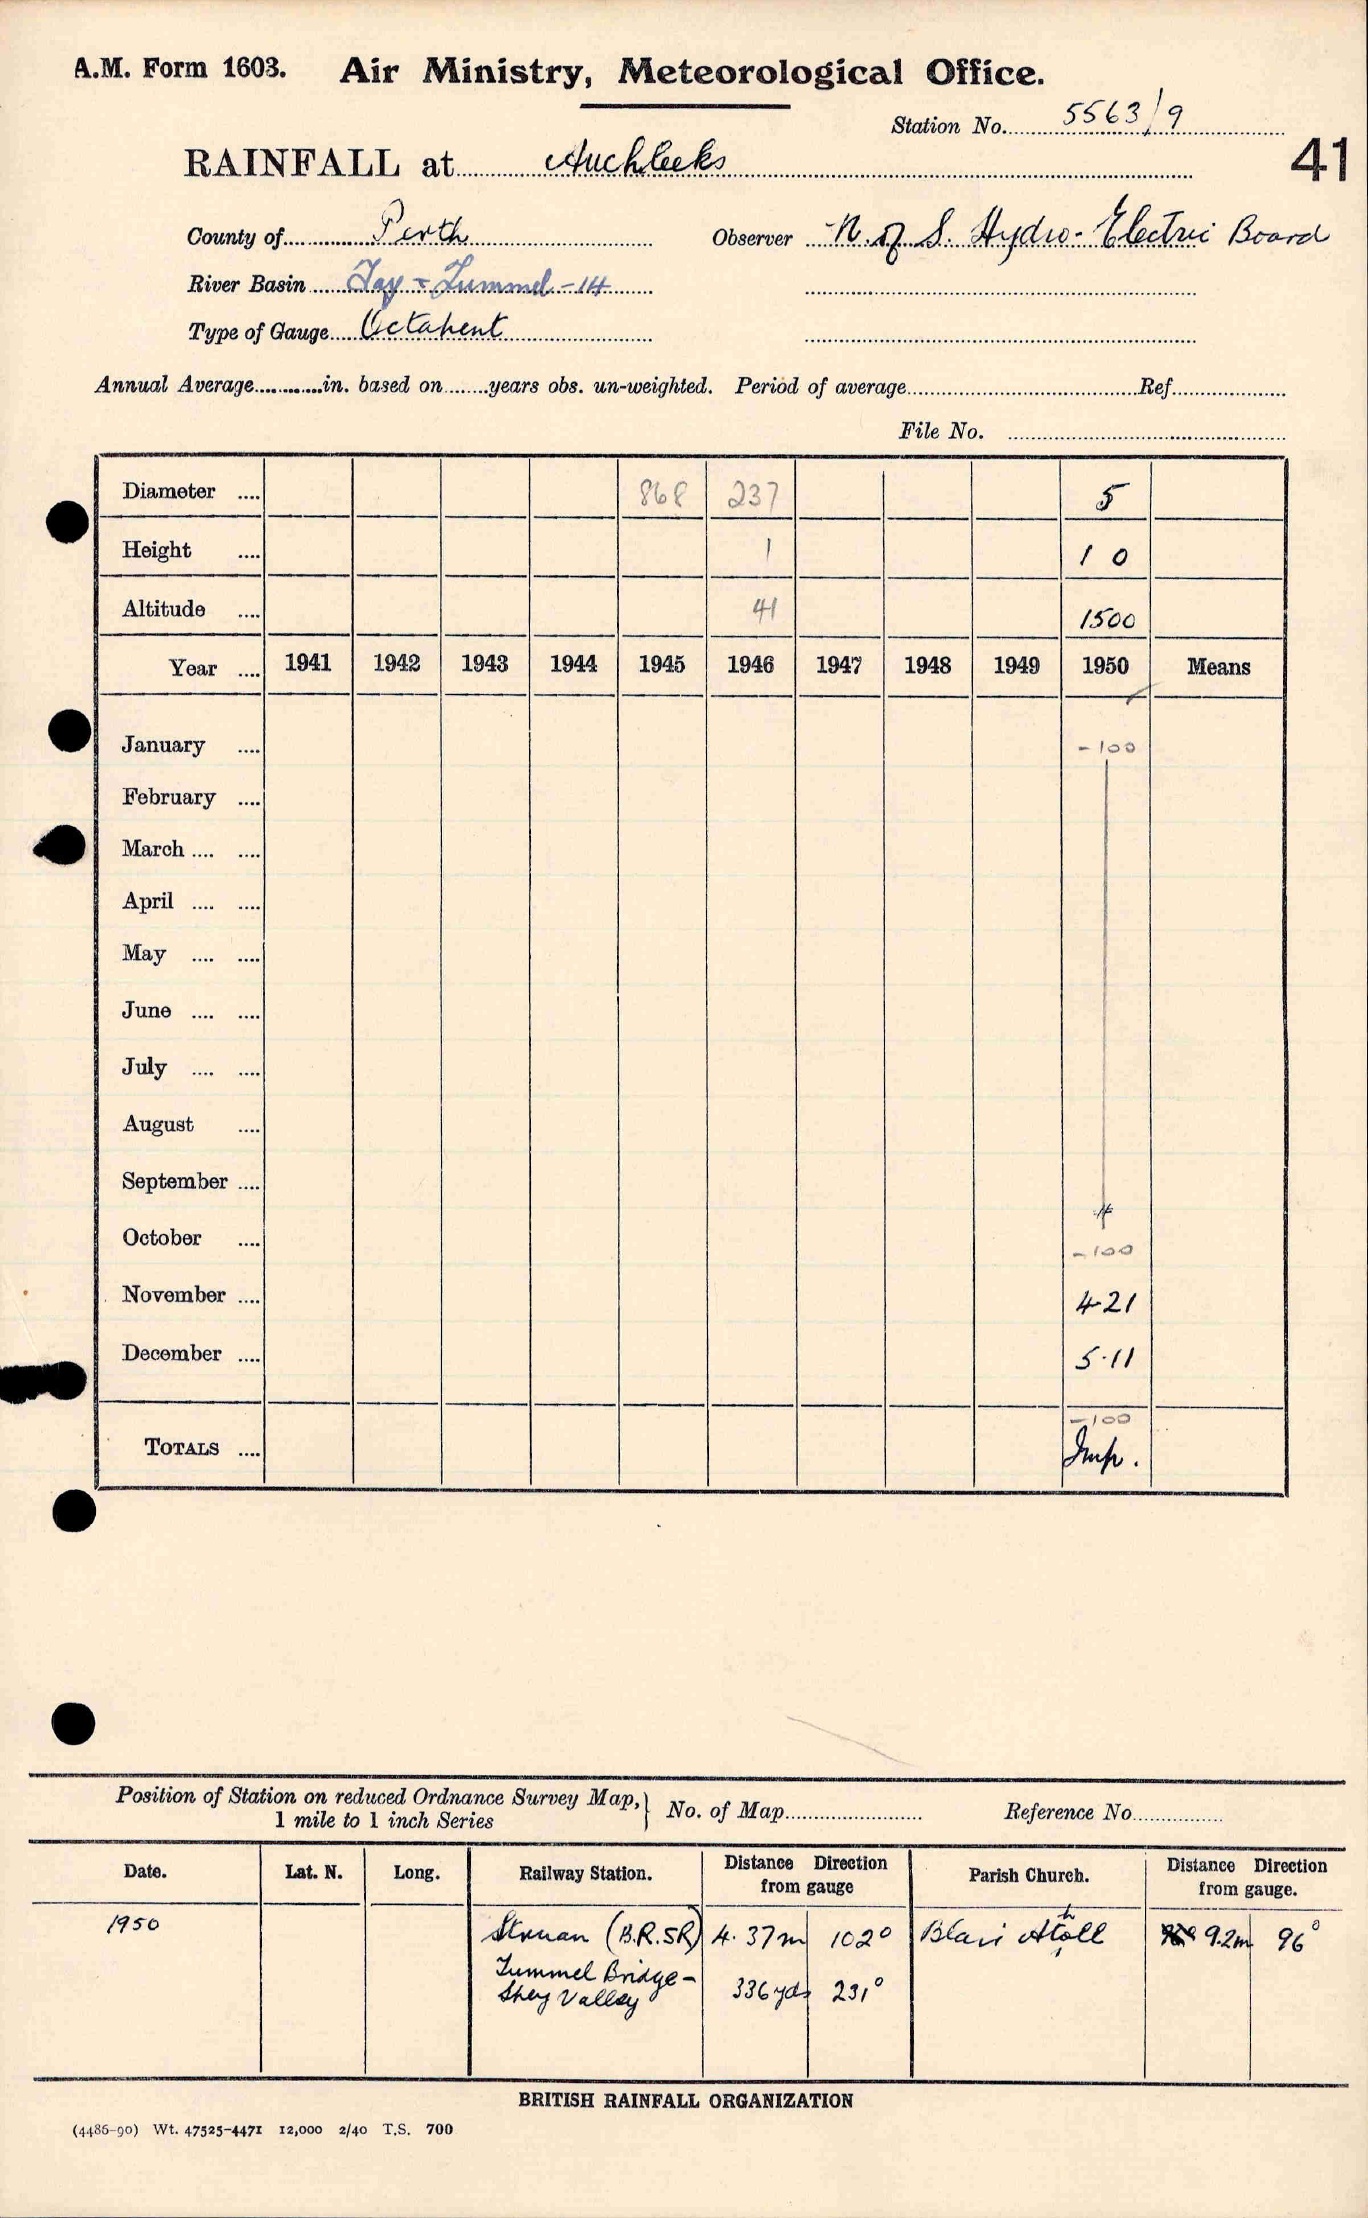 A.M. Form 1603. Air Ministry, Meteorological Office.
Station No. 5563/9
41
RAINFALL at Auchleeks
County of Perth Observer N. of S. Hydro-Electric Board
River Basin Tay & Tummel - 14
Type of Gauge Octapent
Annual Average............in. based on.......years obs. un-weighted. Period of average.......... Ref..........
File No. ..........
Diameter .... 868 237 5
Height .... 1 1 0
Altitude .... 41 1500
Year .... 1941 1942 1943 1944 1945 1946 1947 1948 1949 1950 Means
January .... -100
February ....
March .... ....
April .... ....
May .... ....
June .... ....
July .... ....
August ....
September ....
October .... -100
November .... 4.21
December .... 5.11
-100
TOTALS .... Imp.
Position of Station on reduced Ordnance Survey Map, } No. of Map.......... Reference No..........
1 mile to 1 inch Series
Date. Lat. N. Long. Railway Station. Distance Direction from gauge Parish Church. Distance Direction from gauge.
1950 Struan (B.R.SR) 4.37m 102° Blair Atholl 9.2m 96°
Tummel Bridge -
Valley 336 yds 231°
BRITISH RAINFALL ORGANIZATION
(4486-90) Wt. 47525-4471 12,000 2/40 T.S. 700